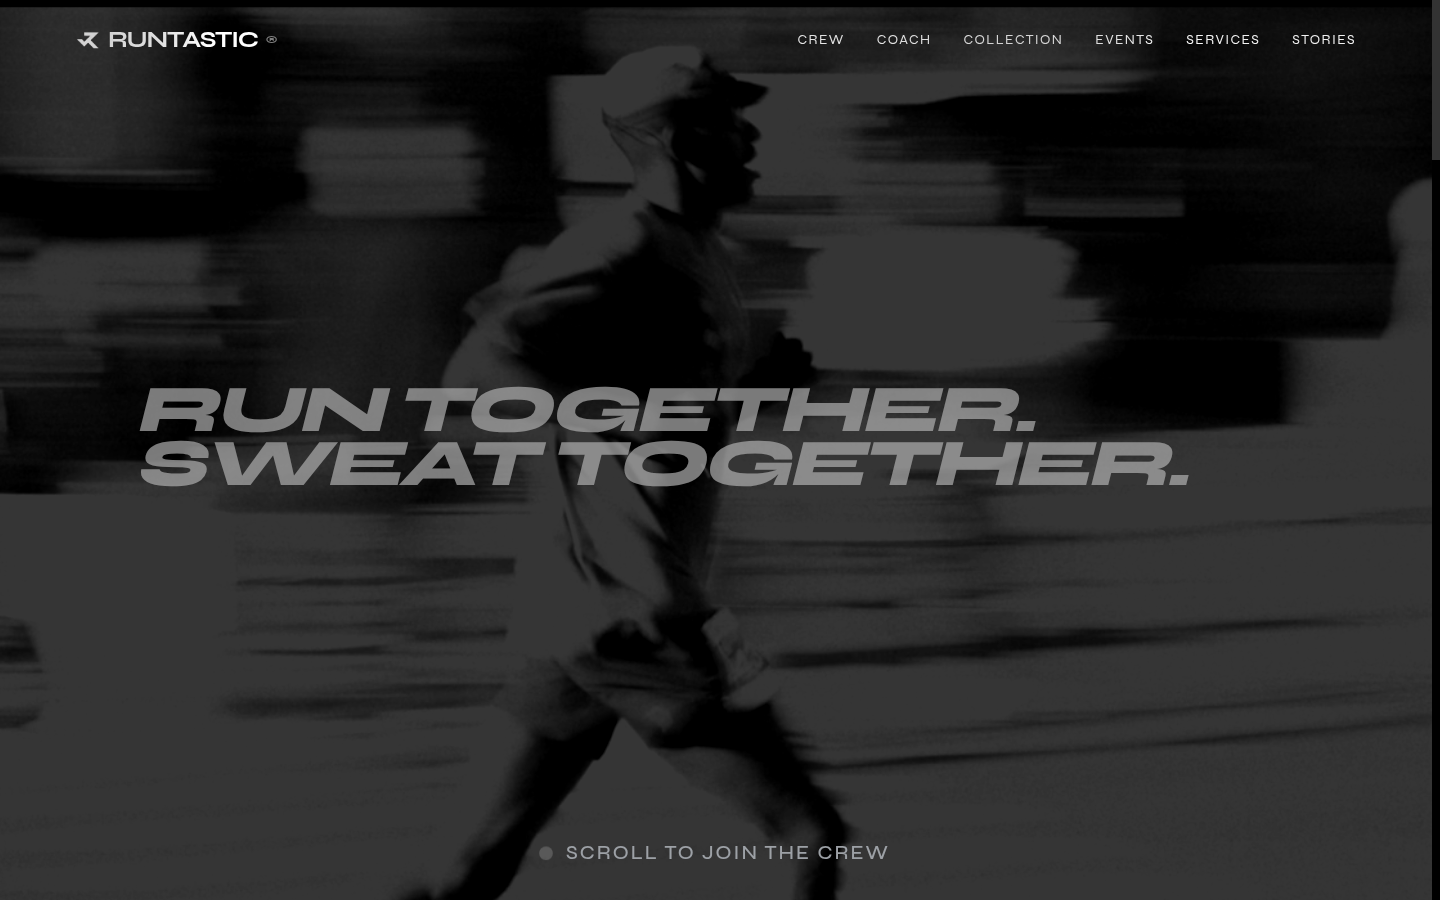 RUNTASTIC ®
CREW COACH COLLECTION EVENTS SERVICES STORIES
RUN TOGETHER.
SWEAT TOGETHER.
SCROLL TO JOIN THE CREW